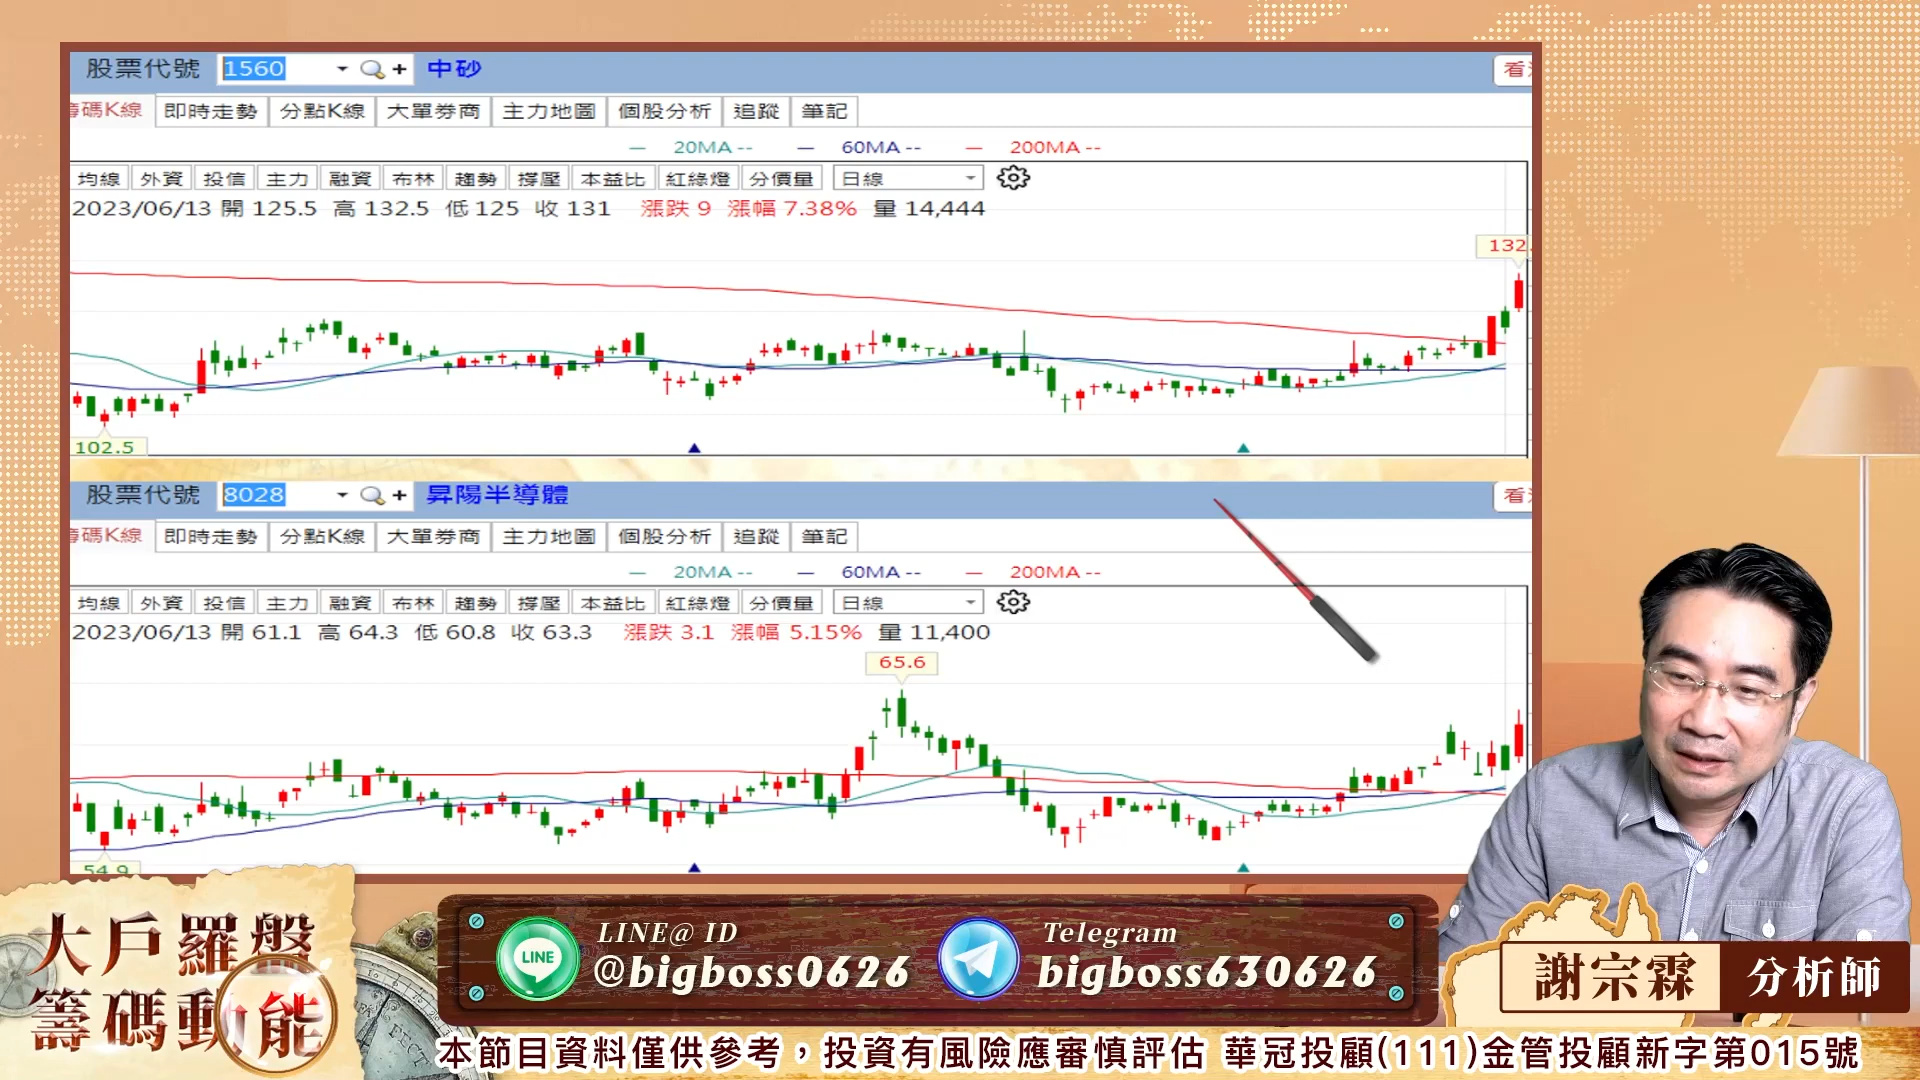 股票代號 1560 中砂 看
籌碼K線 即時走勢 分點K線 大單券商 主力地圖 個股分析 追蹤 筆記
20MA -- 60MA -- 200MA --
均線 外資 投信 主力 融資 布林 趨勢 撐壓 本益比 紅綠燈 分價量 日線
2023/06/13 開 125.5 高 132.5 低 125 收 131 漲跌 9 漲幅 7.38% 量 14,444
132.
102.5
股票代號 8028 昇陽半導體 看
籌碼K線 即時走勢 分點K線 大單券商 主力地圖 個股分析 追蹤 筆記
20MA -- 60MA -- 200MA --
均線 外資 投信 主力 融資 布林 趨勢 撐壓 本益比 紅綠燈 分價量 日線
2023/06/13 開 61.1 高 64.3 低 60.8 收 63.3 漲跌 3.1 漲幅 5.15% 量 11,400
65.6
54.9
大戶羅盤
籌碼動能
LINE
LINE@ ID
@bigboss0626
Telegram
bigboss630626
謝宗霖 分析師
本節目資料僅供參考，投資有風險應審慎評估 華冠投顧(111)金管投顧新字第015號